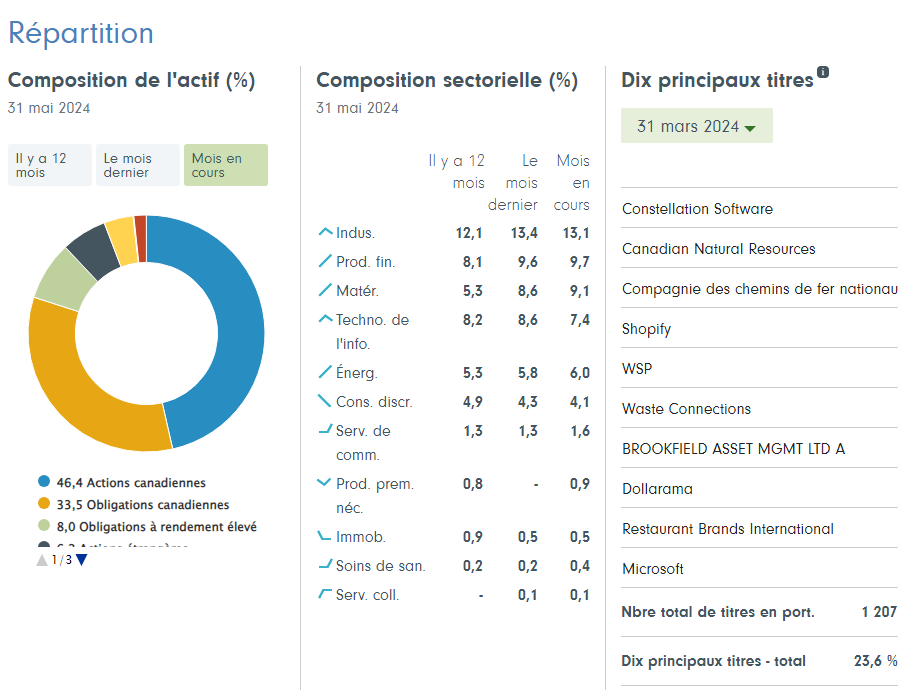 Répartition
Composition de l'actif (%)
31 mai 2024
Il y a 12 mois
Le mois dernier
Mois en cours
46,4 Actions canadiennes
33,5 Obligations canadiennes
8,0 Obligations à rendement élevé
1/3
Composition sectorielle (%)
31 mai 2024
Il y a 12 mois
Le mois dernier
Mois en cours
Indus. 12,1 13,4 13,1
Prod. fin. 8,1 9,6 9,7
Matér. 5,3 8,6 9,1
Techno. de l'info. 8,2 8,6 7,4
Énerg. 5,3 5,8 6,0
Cons. discr. 4,9 4,3 4,1
Serv. de comm. 1,3 1,3 1,6
Prod. prem. néc. 0,8 - 0,9
Immob. 0,9 0,5 0,5
Soins de san. 0,2 0,2 0,4
Serv. coll. - 0,1 0,1
Dix principaux titres i
31 mars 2024
Constellation Software
Canadian Natural Resources
Compagnie des chemins de fer nationau
Shopify
WSP
Waste Connections
BROOKFIELD ASSET MGMT LTD A
Dollarama
Restaurant Brands International
Microsoft
Nbre total de titres en port. 1 207
Dix principaux titres - total 23,6 %